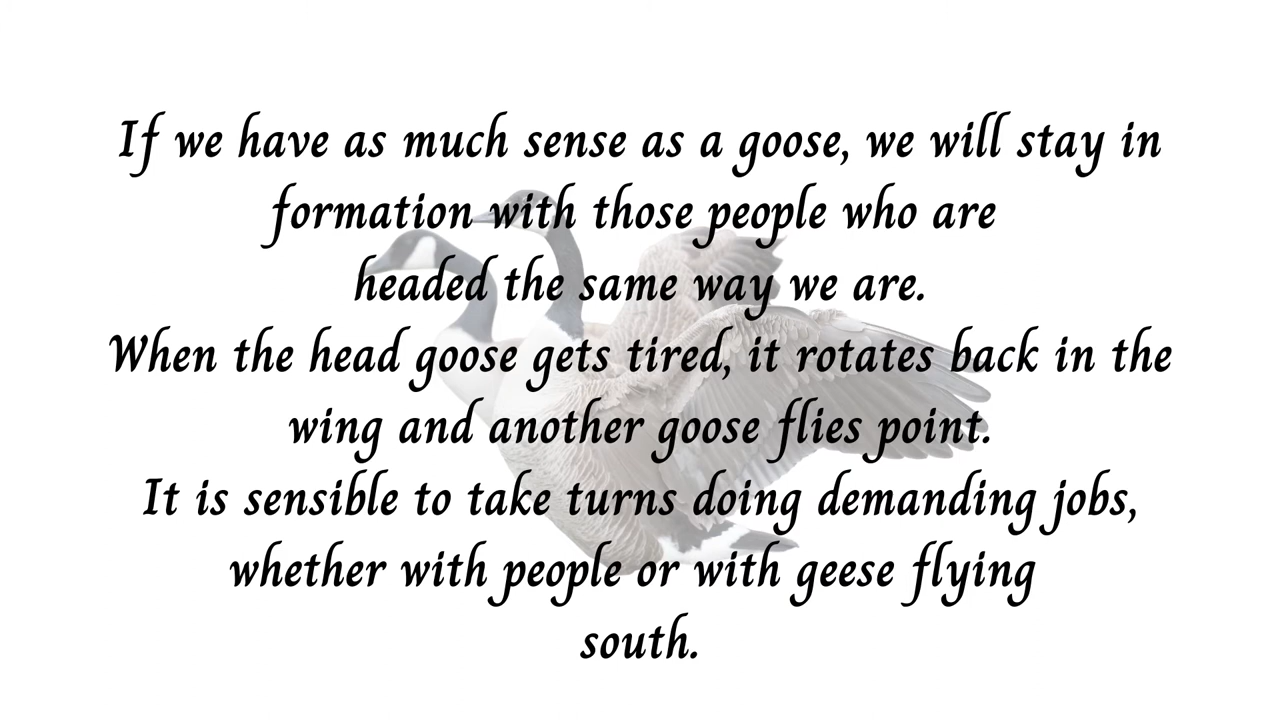 If we have as much sense as a goose, we will stay in
formation with those people who are
headed the same way we are.
When the head goose gets tired, it rotates back in the
wing and another goose flies point.
It is sensible to take turns doing demanding jobs,
whether with people or with geese flying
south.